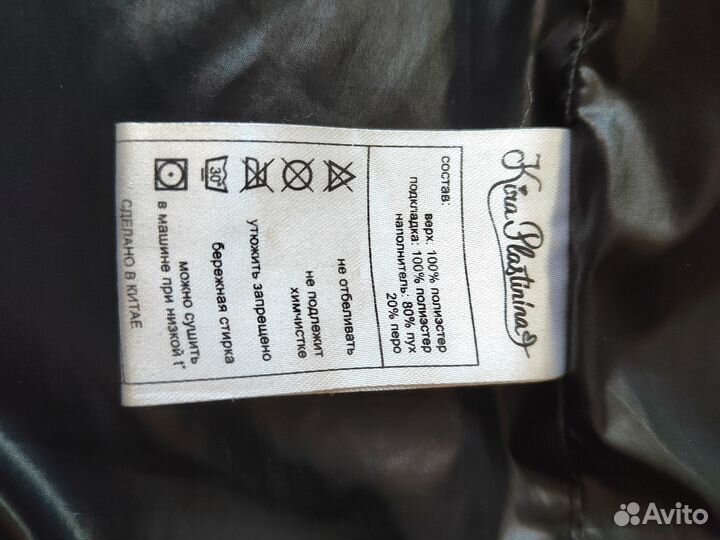 Kira Plastinina
состав:
верх: 100% полиэстер
подкладка: 100% полиэстер
наполнитель: 80% пух
20% перо
не отбеливать
не подлежит
химчистке
утюжить запрещено
30°
бережная стирка
можно сушить
в машине при низкой t°
СДЕЛАНО В КИТАЕ
Avito